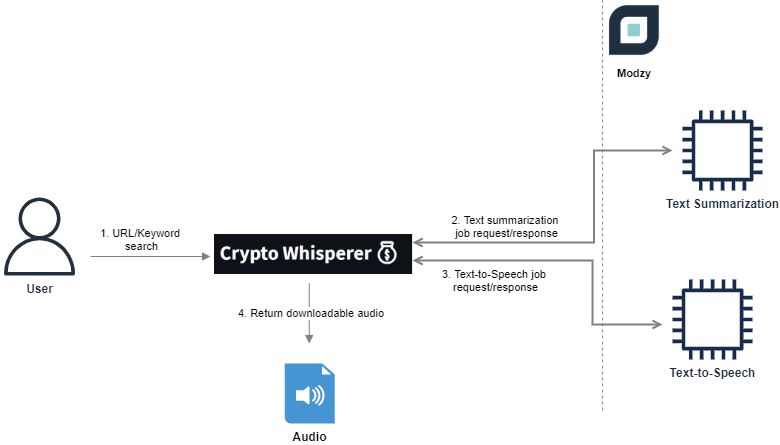 Modzy
Text Summarization
2. Text summarization
job request/response
1. URL/Keyword
search
Crypto Whisperer
User
3. Text-to-Speech job
request/response
4. Return downloadable audio
Text-to-Speech
Audio